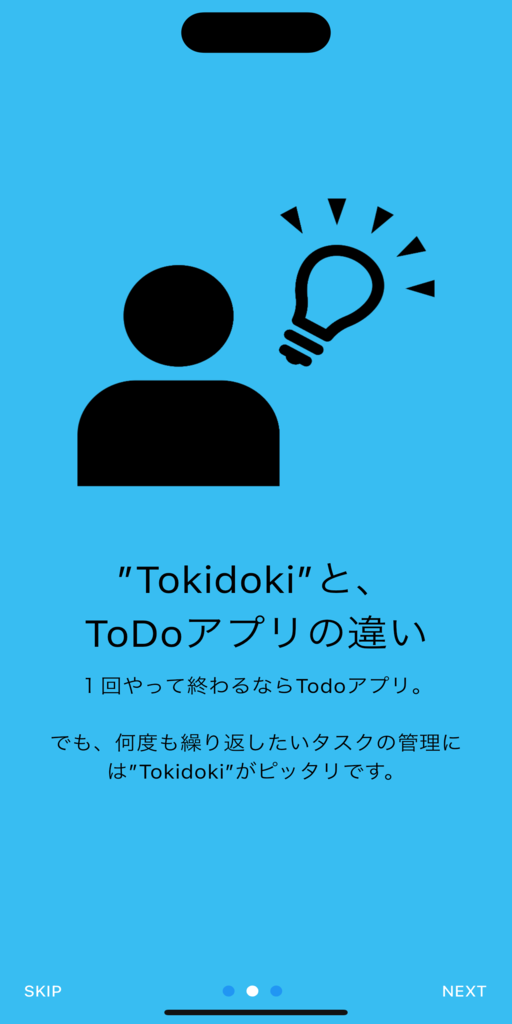 ”Tokidoki”と、
ToDoアプリの違い
１回やって終わるならTodoアプリ。
でも、何度も繰り返したいタスクの管理に
は”Tokidoki”がピッタリです。
SKIP
NEXT